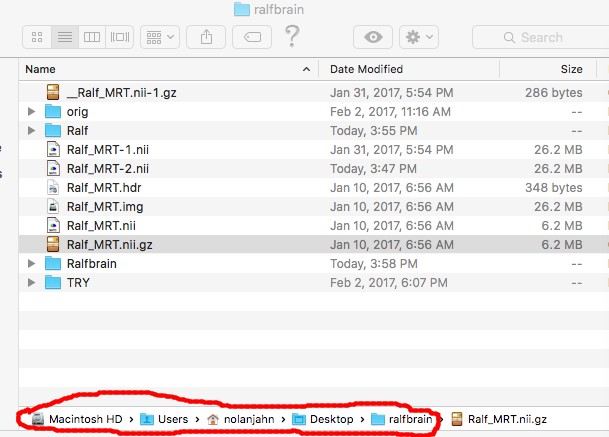 ralfbrain
Search
Name Date Modified Size
__Ralf_MRT.nii-1.gz Jan 31, 2017, 5:54 PM 286 bytes
orig Feb 2, 2017, 11:16 AM --
Ralf Today, 3:55 PM --
Ralf_MRT-1.nii Jan 31, 2017, 5:54 PM 26.2 MB
Ralf_MRT-2.nii Today, 3:47 PM 26.2 MB
Ralf_MRT.hdr Jan 10, 2017, 6:56 AM 348 bytes
Ralf_MRT.img Jan 10, 2017, 6:56 AM 26.2 MB
Ralf_MRT.nii Jan 10, 2017, 6:56 AM 6.2 MB
Ralf_MRT.nii.gz Jan 10, 2017, 6:56 AM 6.2 MB
Ralfbrain Today, 3:58 PM --
TRY Feb 2, 2017, 6:07 PM --
Macintosh HD › Users › nolanjahn › Desktop › ralfbrain › Ralf_MRT.nii.gz